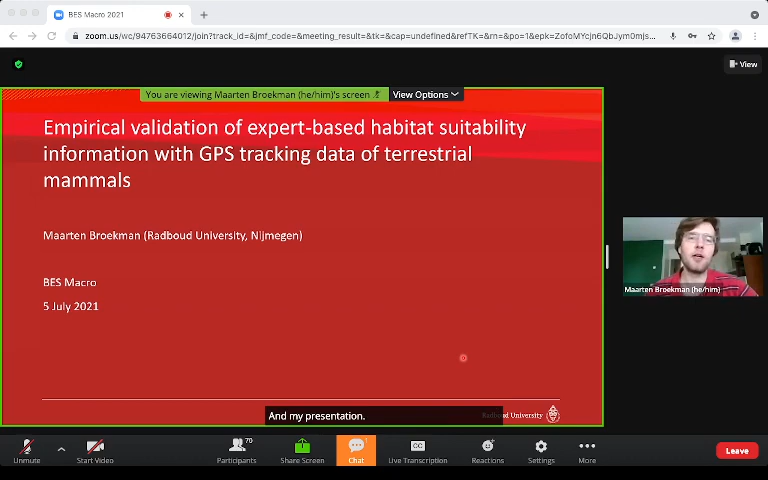 BES Macro 2021
zoom.us/wc/94763664012/join?track_id=&jmf_code=&meeting_result=&tk=&cap=undefined&refTK=&rn=&po=1&epk=ZofoMYcjn6QbJym0mjs...
View
You are viewing Maarten Broekman (he/him)'s screen
View Options
Empirical validation of expert-based habitat suitability
information with GPS tracking data of terrestrial
mammals
Maarten Broekman (Radboud University, Nijmegen)
Maarten Broekman (he/him)
BES Macro
5 July 2021
And my presentation.
Radboud University
Unmute
Start Video
70
Participants
Share Screen
1
Chat
CC
Live Transcription
Reactions
Settings
More
Leave